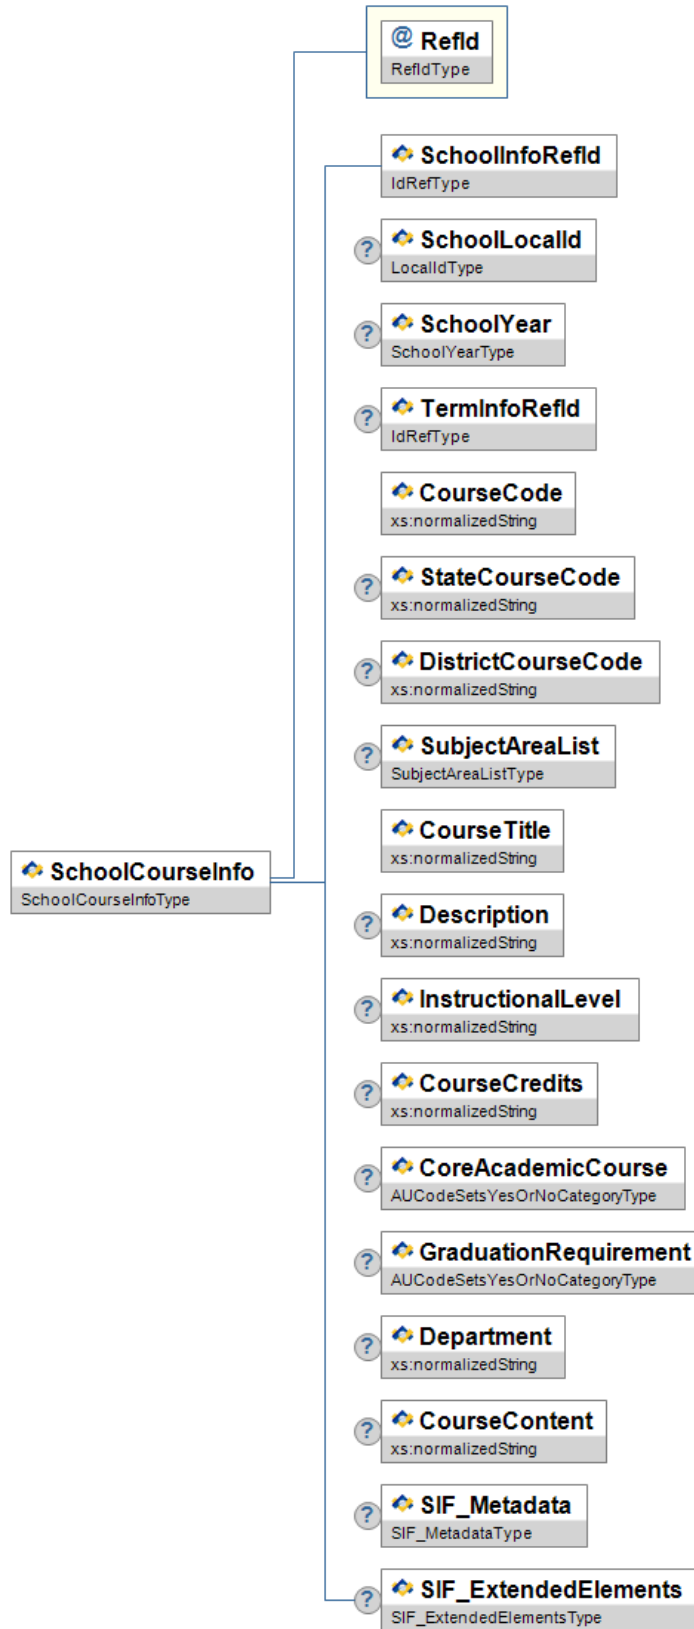 @ RefId
RefIdType
SchoolInfoRefId
IdRefType
? SchoolLocalId
LocalIdType
? SchoolYear
SchoolYearType
? TermInfoRefId
IdRefType
CourseCode
xs:normalizedString
? StateCourseCode
xs:normalizedString
? DistrictCourseCode
xs:normalizedString
? SubjectAreaList
SubjectAreaListType
CourseTitle
xs:normalizedString
SchoolCourseInfo
SchoolCourseInfoType
? Description
xs:normalizedString
? InstructionalLevel
xs:normalizedString
? CourseCredits
xs:normalizedString
? CoreAcademicCourse
AUCodeSetsYesOrNoCategoryType
? GraduationRequirement
AUCodeSetsYesOrNoCategoryType
? Department
xs:normalizedString
? CourseContent
xs:normalizedString
? SIF_Metadata
SIF_MetadataType
? SIF_ExtendedElements
SIF_ExtendedElementsType